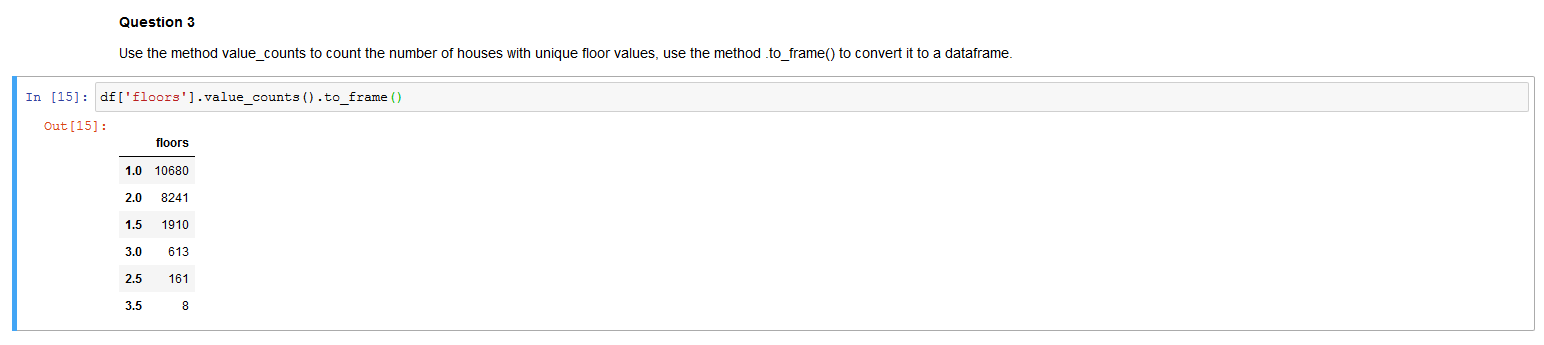 Question 3
Use the method value_counts to count the number of houses with unique floor values, use the method .to_frame() to convert it to a dataframe.
In [15]: df['floors'].value_counts().to_frame()
Out[15]:
floors
1.0 10680
2.0 8241
1.5 1910
3.0 613
2.5 161
3.5 8